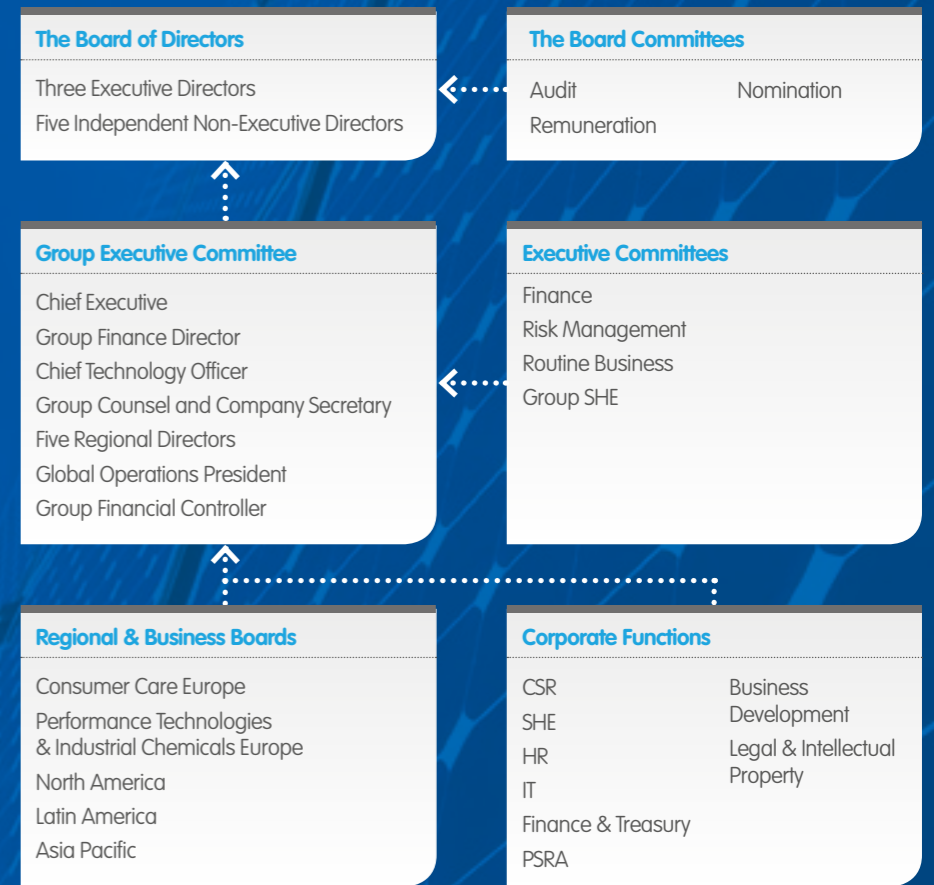 The Board of Directors
Three Executive Directors
Five Independent Non-Executive Directors
The Board Committees
Audit
Remuneration
Nomination
Group Executive Committee
Chief Executive
Group Finance Director
Chief Technology Officer
Group Counsel and Company Secretary
Five Regional Directors
Global Operations President
Group Financial Controller
Executive Committees
Finance
Risk Management
Routine Business
Group SHE
Regional & Business Boards
Consumer Care Europe
Performance Technologies
& Industrial Chemicals Europe
North America
Latin America
Asia Pacific
Corporate Functions
CSR
SHE
HR
IT
Finance & Treasury
PSRA
Business
Development
Legal & Intellectual
Property